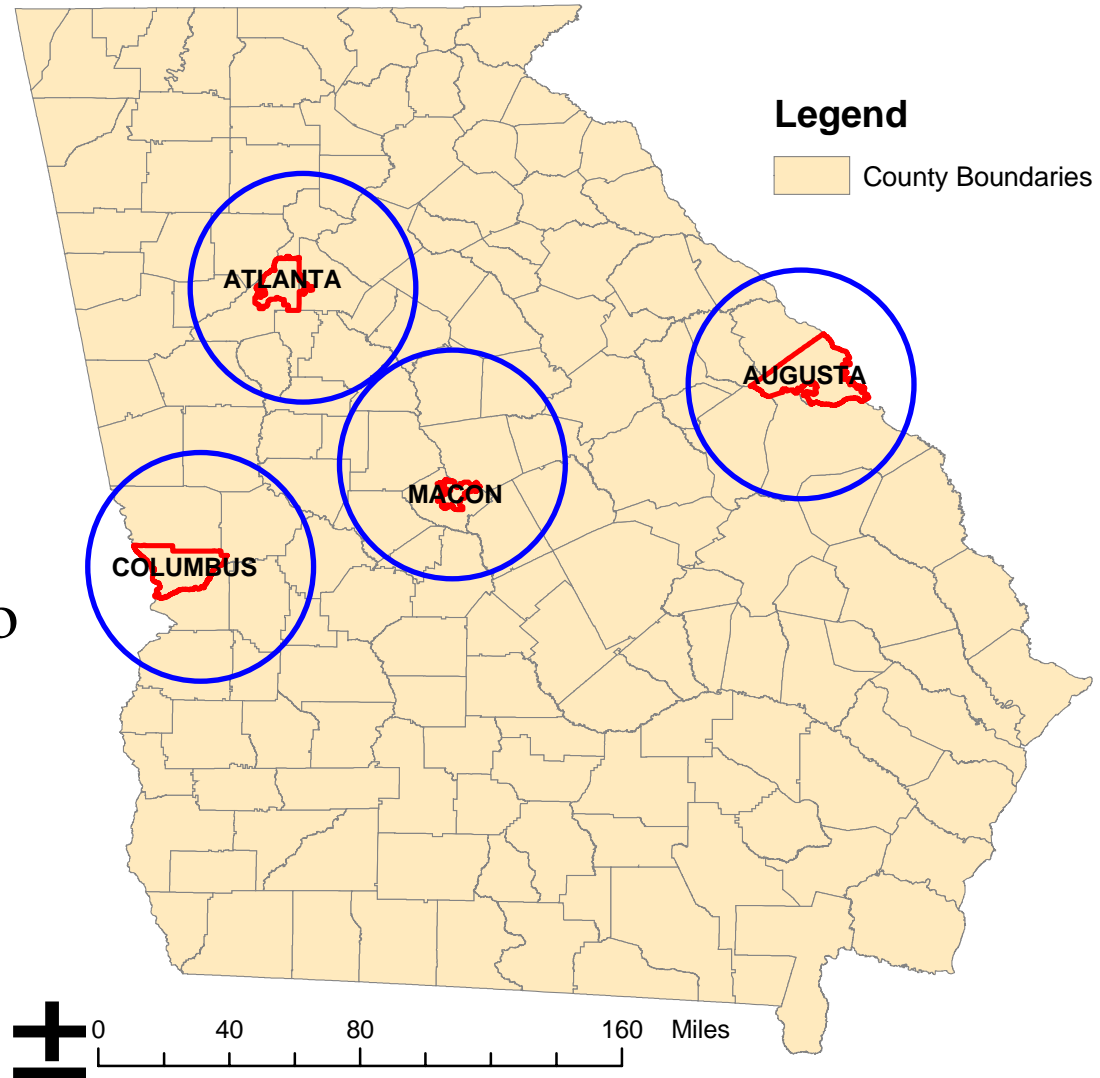 Legend
County Boundaries
ATLANTA
AUGUSTA
MACON
COLUMBUS
0 40 80 160 Miles